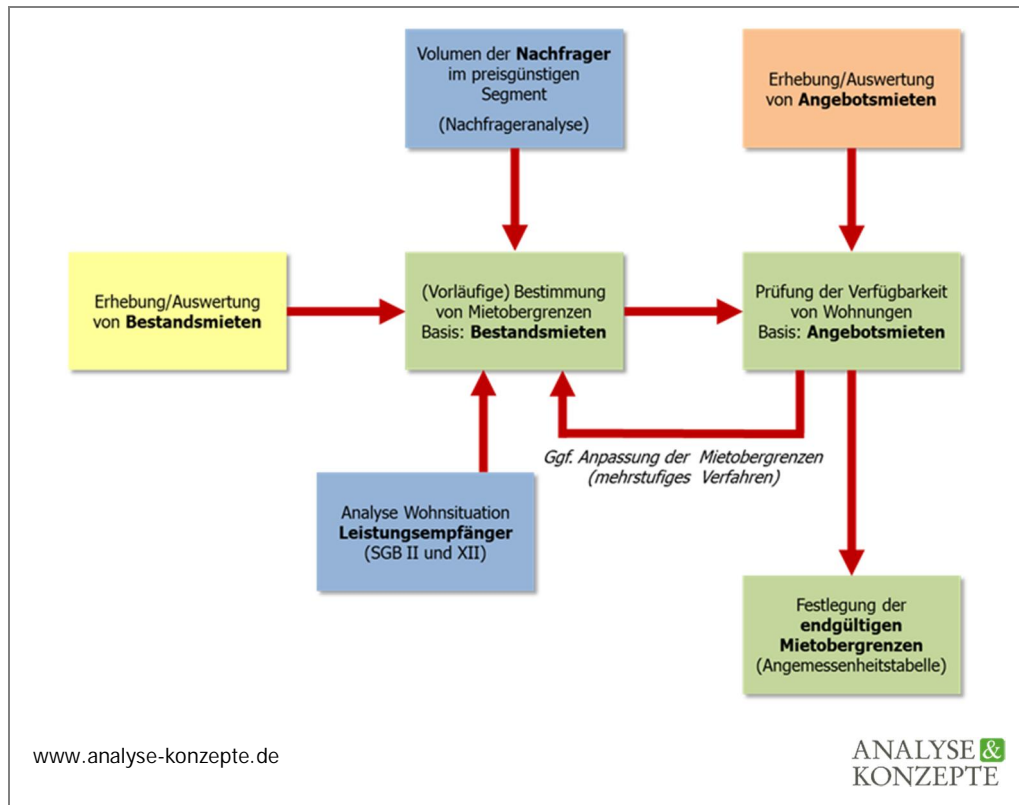 Volumen der Nachfrager
im preisgünstigen
Segment
(Nachfrageranalyse)
Erhebung/Auswertung
von Angebotsmieten
Erhebung/Auswertung
von Bestandsmieten
(Vorläufige) Bestimmung
von Mietobergrenzen
Basis: Bestandsmieten
Prüfung der Verfügbarkeit
von Wohnungen
Basis: Angebotsmieten
Ggf. Anpassung der Mietobergrenzen
(mehrstufiges Verfahren)
Analyse Wohnsituation
Leistungsempfänger
(SGB II und XII)
Festlegung der
endgültigen
Mietobergrenzen
(Angemessenheitstabelle)
www.analyse-konzepte.de
ANALYSE &
KONZEPTE